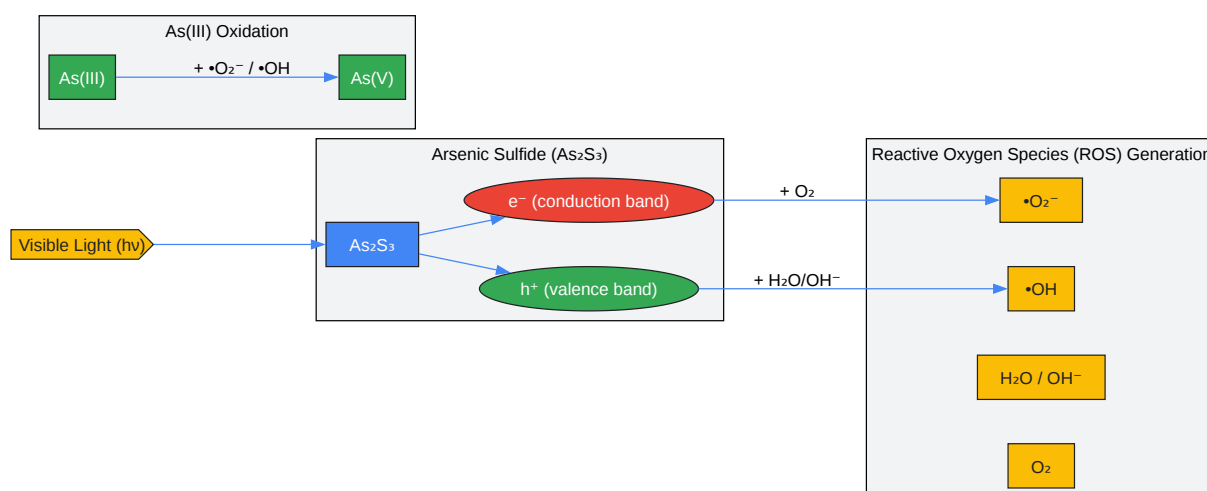 As(III) Oxidation
As(III)
+ •O₂⁻ / •OH
As(V)
Arsenic Sulfide (As₂S₃)
Reactive Oxygen Species (ROS) Generation
e⁻ (conduction band)
+ O₂
•O₂⁻
Visible Light (hν)
As₂S₃
h⁺ (valence band)
+ H₂O/OH⁻
•OH
H₂O / OH⁻
O₂